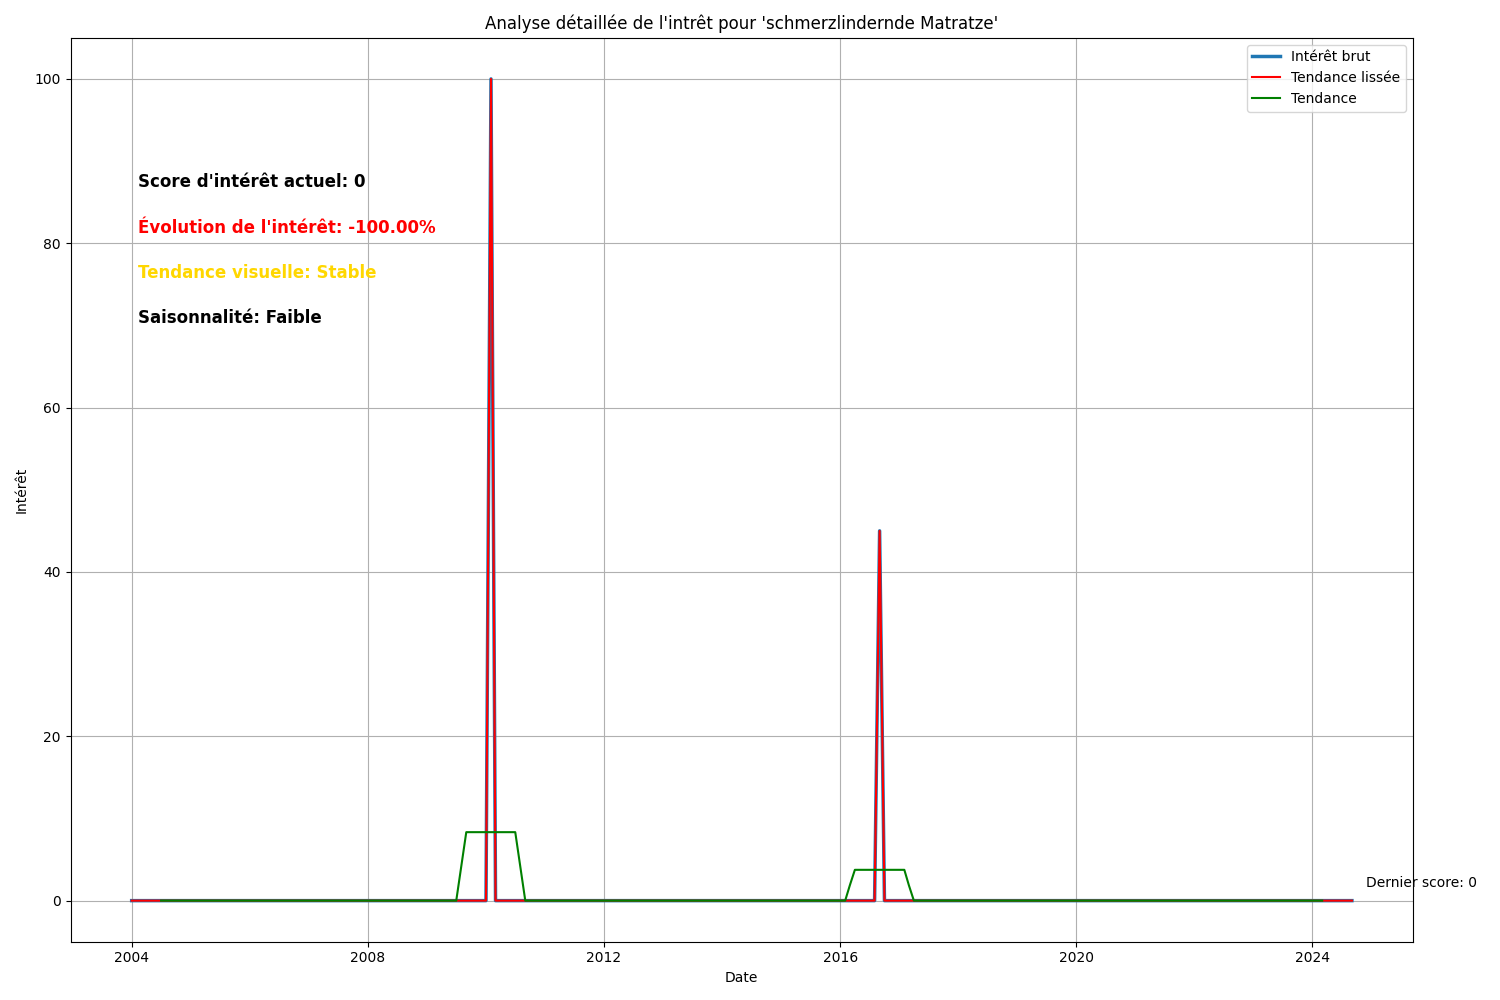 Analyse détaillée de l'intrêt pour 'schmerzlindernde Matratze'
Intérêt brut
Tendance lissée
Tendance
Score d'intérêt actuel: 0
Évolution de l'intérêt: -100.00%
Tendance visuelle: Stable
Saisonnalité: Faible
100
80
60
40
20
0
Intérêt
Dernier score: 0
2004
2008
2012
2016
2020
2024
Date